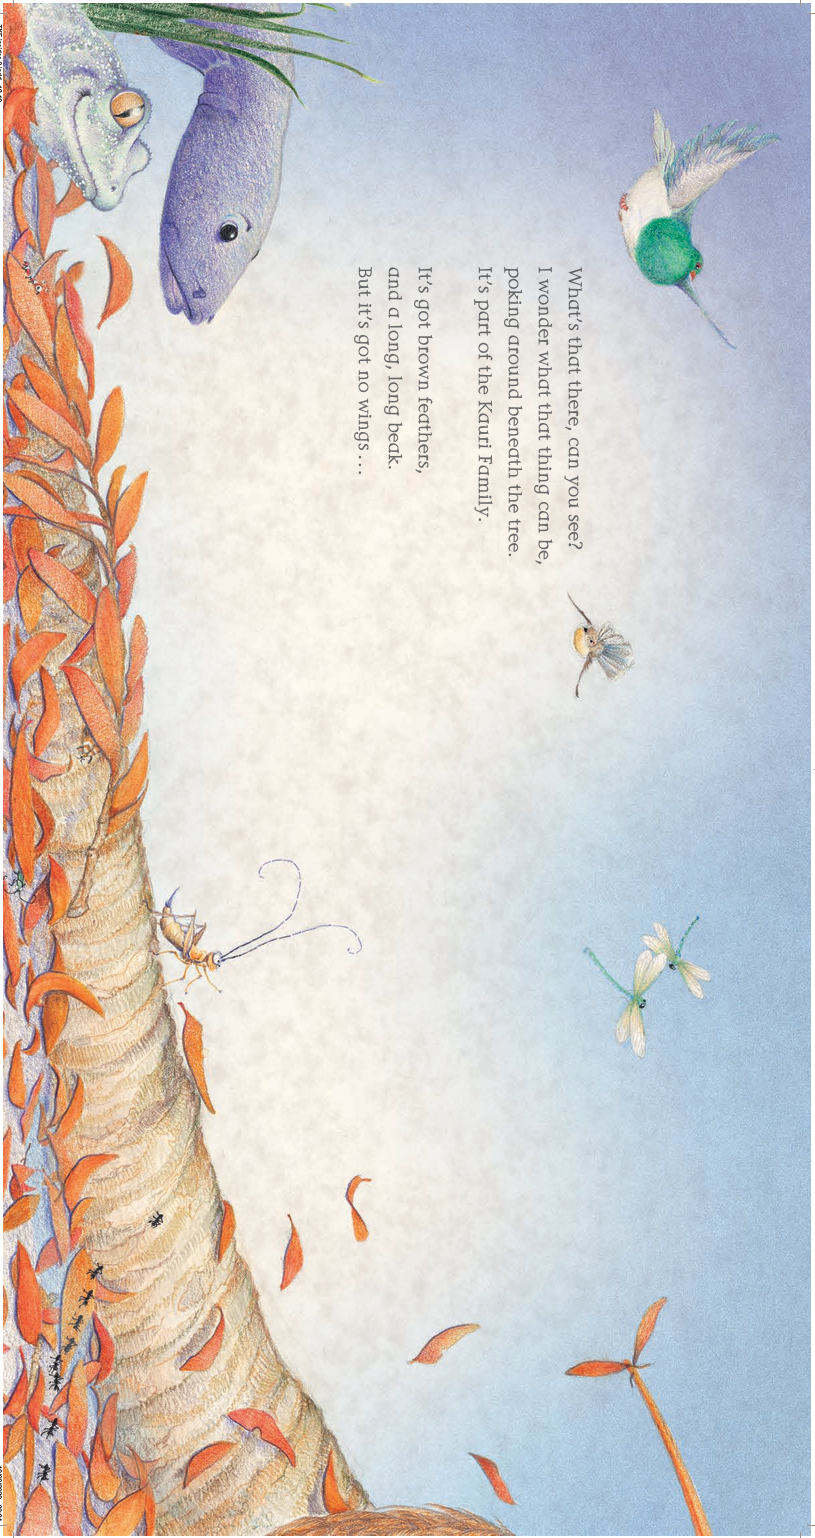 What's that there, can you see?
I wonder what that thing can be,
poking around beneath the tree.
It's part of the Kauri Family.
It's got brown feathers,
and a long, long beak.
But it's got no wings . . .